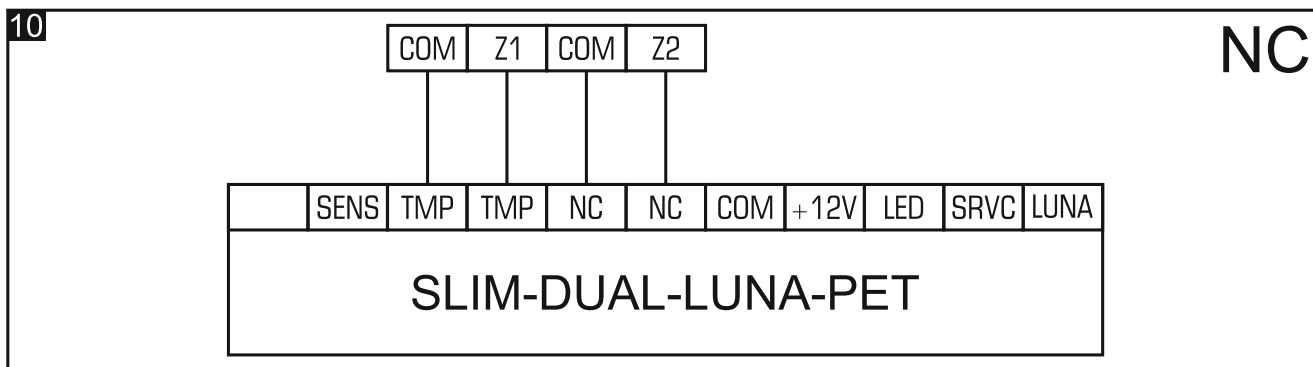 10
NC
COM Z1 COM Z2
SENS TMP TMP NC NC COM +12V LED SRVC LUNA
SLIM-DUAL-LUNA-PET